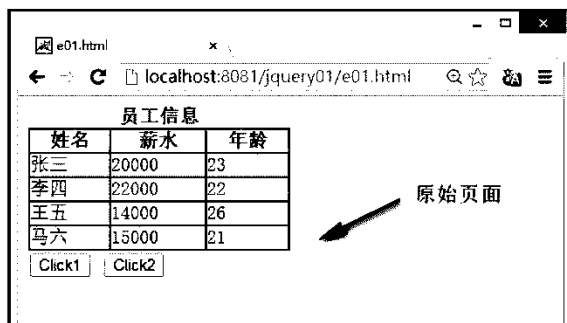 e01.html
localhost:8081/jquery01/e01.html
员工信息
姓名 薪水 年龄
张三 20000 23
李四 22000 22
王五 14000 26
马六 15000 21
Click1 Click2
原始页面